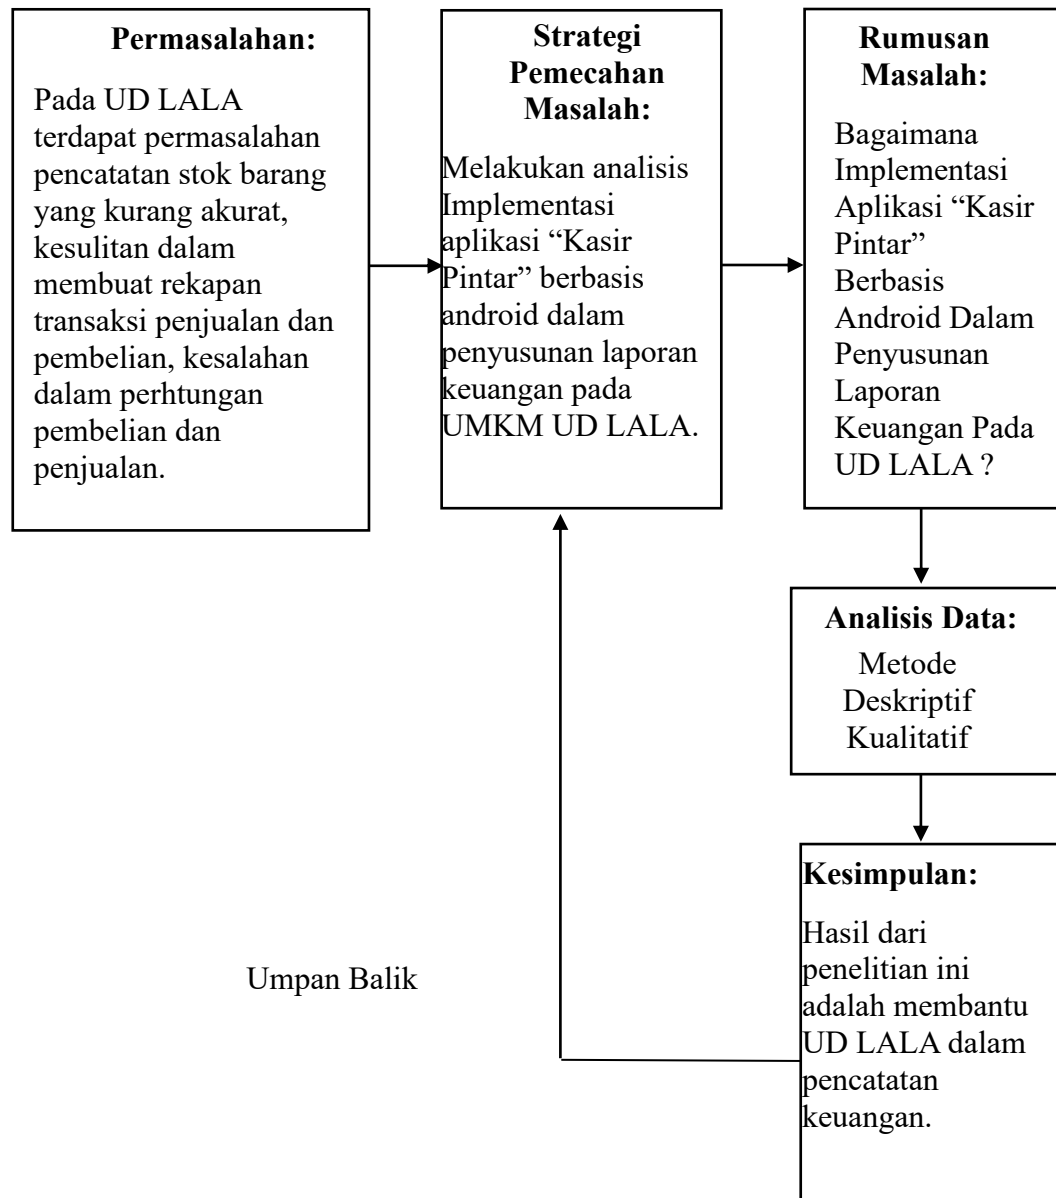 Permasalahan:
Pada UD LALA
terdapat permasalahan
pencatatan stok barang
yang kurang akurat,
kesulitan dalam
membuat rekapan
transaksi penjualan dan
pembelian, kesalahan
dalam perhtungan
pembelian dan
penjualan.
Strategi
Pemecahan
Masalah:
Melakukan analisis
Implementasi
aplikasi “Kasir
Pintar” berbasis
android dalam
penyusunan laporan
keuangan pada
UMKM UD LALA.
Rumusan
Masalah:
Bagaimana
Implementasi
Aplikasi “Kasir
Pintar”
Berbasis
Android Dalam
Penyusunan
Laporan
Keuangan Pada
UD LALA ?
Analisis Data:
Metode
Deskriptif
Kualitatif
Kesimpulan:
Hasil dari
penelitian ini
adalah membantu
UD LALA dalam
pencatatan
keuangan.
Umpan Balik